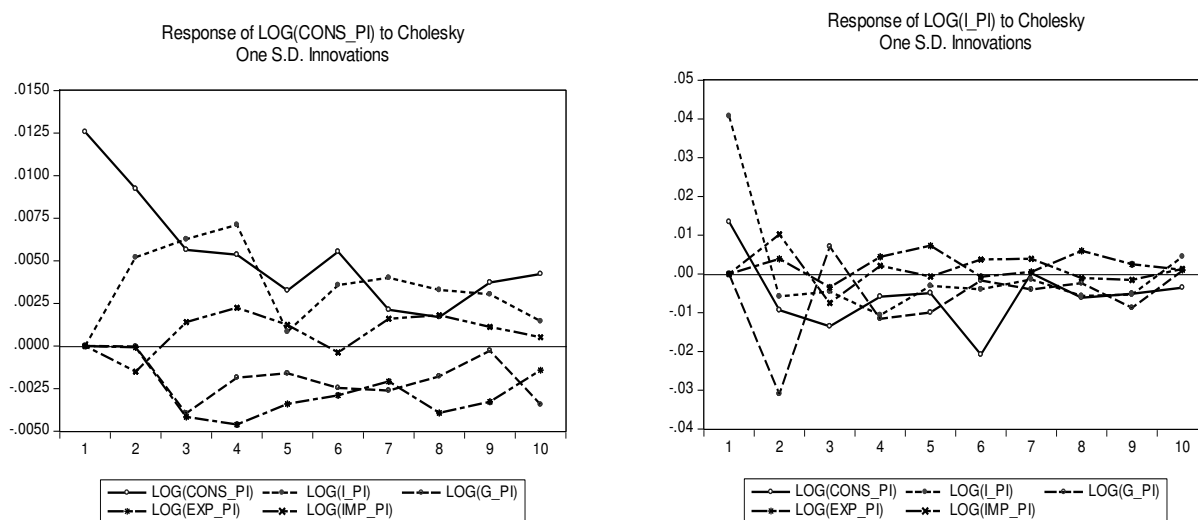 Response of LOG(CONS_PI) to Cholesky
One S.D. Innovations
.0150
.0125
.0100
.0075
.0050
.0025
.0000
-.0025
-.0050
1 2 3 4 5 6 7 8 9 10
LOG(CONS_PI) LOG(I_PI) LOG(G_PI)
LOG(EXP_PI) LOG(IMP_PI)
Response of LOG(I_PI) to Cholesky
One S.D. Innovations
.05
.04
.03
.02
.01
.00
-.01
-.02
-.03
-.04
1 2 3 4 5 6 7 8 9 10
LOG(CONS_PI) LOG(I_PI) LOG(G_PI)
LOG(EXP_PI) LOG(IMP_PI)